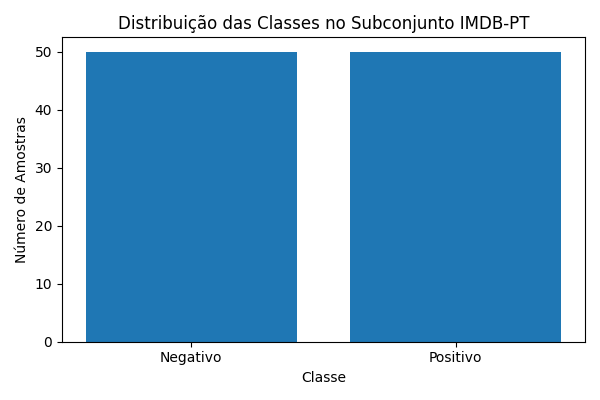 Distribuição das Classes no Subconjunto IMDB-PT
Número de Amostras
50
40
30
20
10
0
Negativo
Positivo
Classe